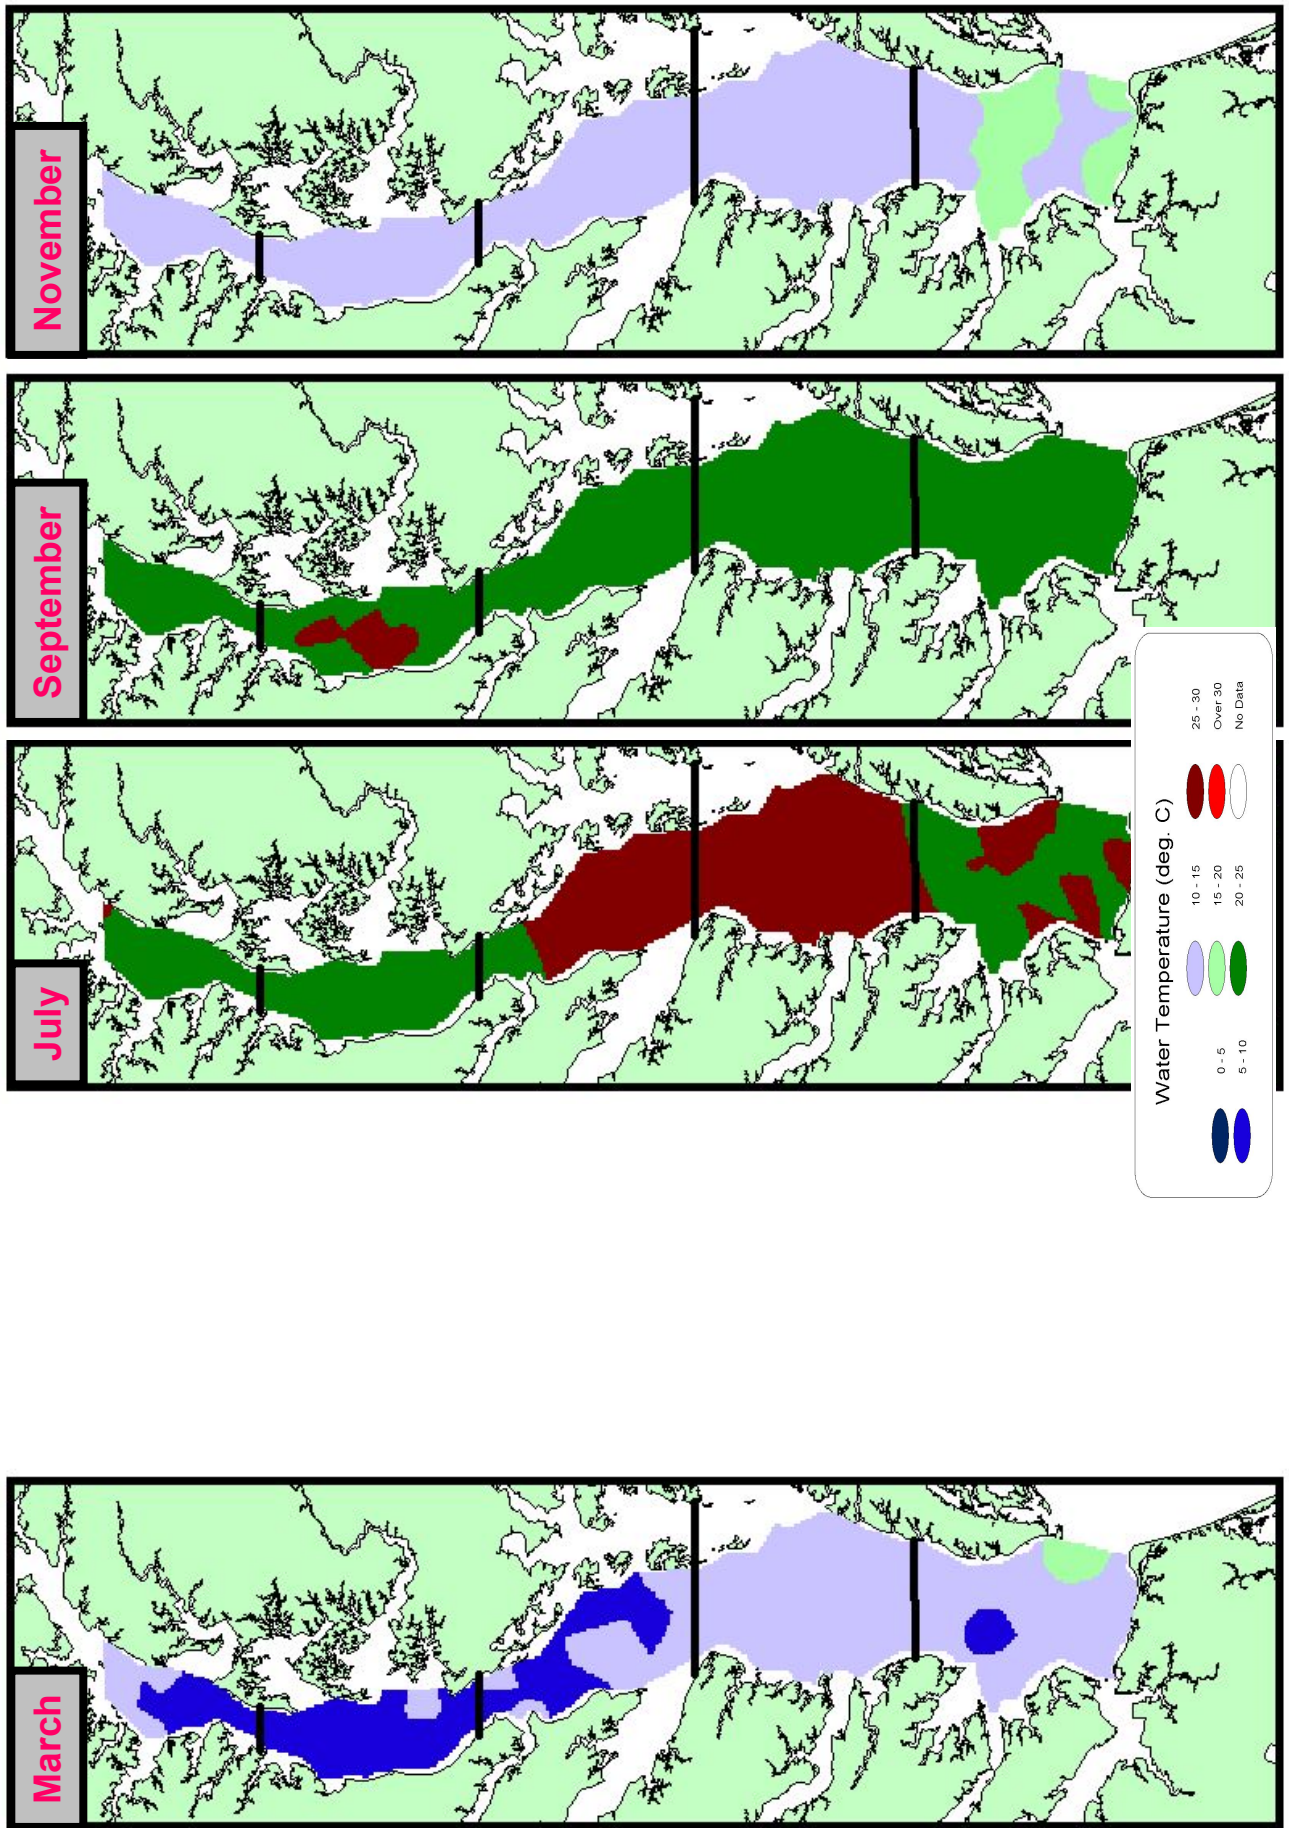 March
July
September
November
Water Temperature (deg. C)
0 - 5
5 - 10
10 - 15
15 - 20
20 - 25
25 - 30
Over 30
No Data